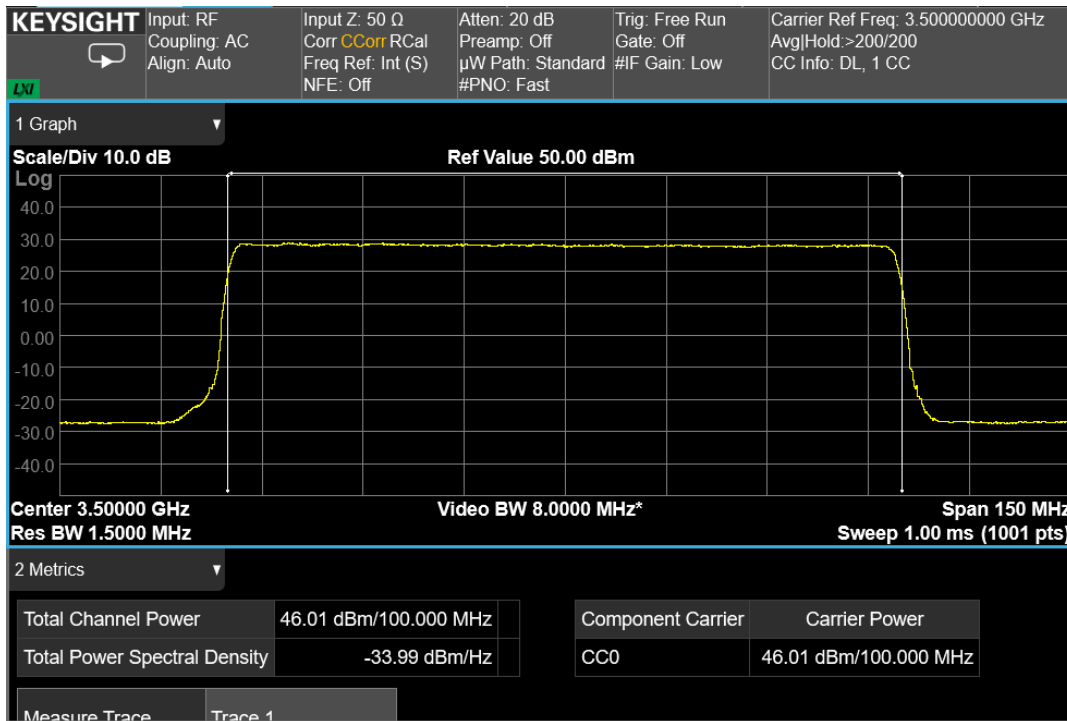 KEYSIGHT Input: RF Input Z: 50 Ω Atten: 20 dB Trig: Free Run Carrier Ref Freq: 3.500000000 GHz
Coupling: AC Corr CCorr RCal Preamp: Off Gate: Off Avg|Hold:>200/200
Align: Auto Freq Ref: Int (S) µW Path: Standard #IF Gain: Low CC Info: DL, 1 CC
LXI NFE: Off #PNO: Fast
1 Graph
Scale/Div 10.0 dB Ref Value 50.00 dBm
Log
40.0
30.0
20.0
10.0
0.00
-10.0
-20.0
-30.0
-40.0
Center 3.50000 GHz Video BW 8.0000 MHz* Span 150 MHz
Res BW 1.5000 MHz Sweep 1.00 ms (1001 pts)
2 Metrics
Total Channel Power 46.01 dBm/100.000 MHz Component Carrier Carrier Power
Total Power Spectral Density -33.99 dBm/Hz CC0 46.01 dBm/100.000 MHz
Measure Trace Trace 1